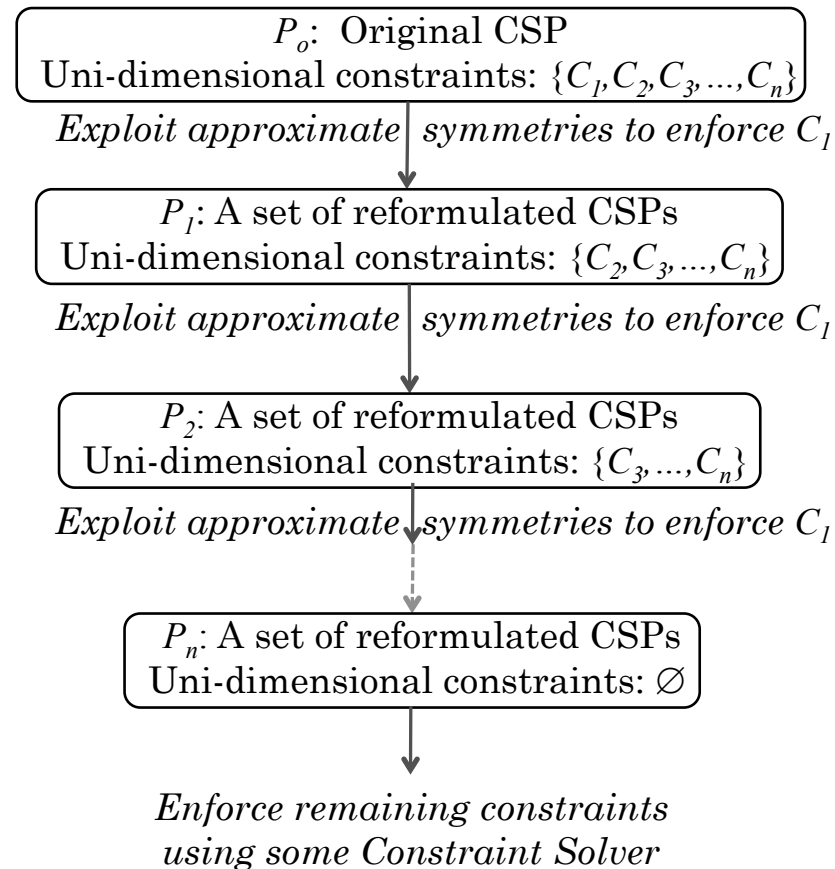 P_o: Original CSP
Uni-dimensional constraints: {C_1,C_2,C_3,...,C_n}
Exploit approximate symmetries to enforce C_1
P_1: A set of reformulated CSPs
Uni-dimensional constraints: {C_2,C_3,...,C_n}
Exploit approximate symmetries to enforce C_1
P_2: A set of reformulated CSPs
Uni-dimensional constraints: {C_3,...,C_n}
Exploit approximate symmetries to enforce C_1
P_n: A set of reformulated CSPs
Uni-dimensional constraints: ∅
Enforce remaining constraints
using some Constraint Solver